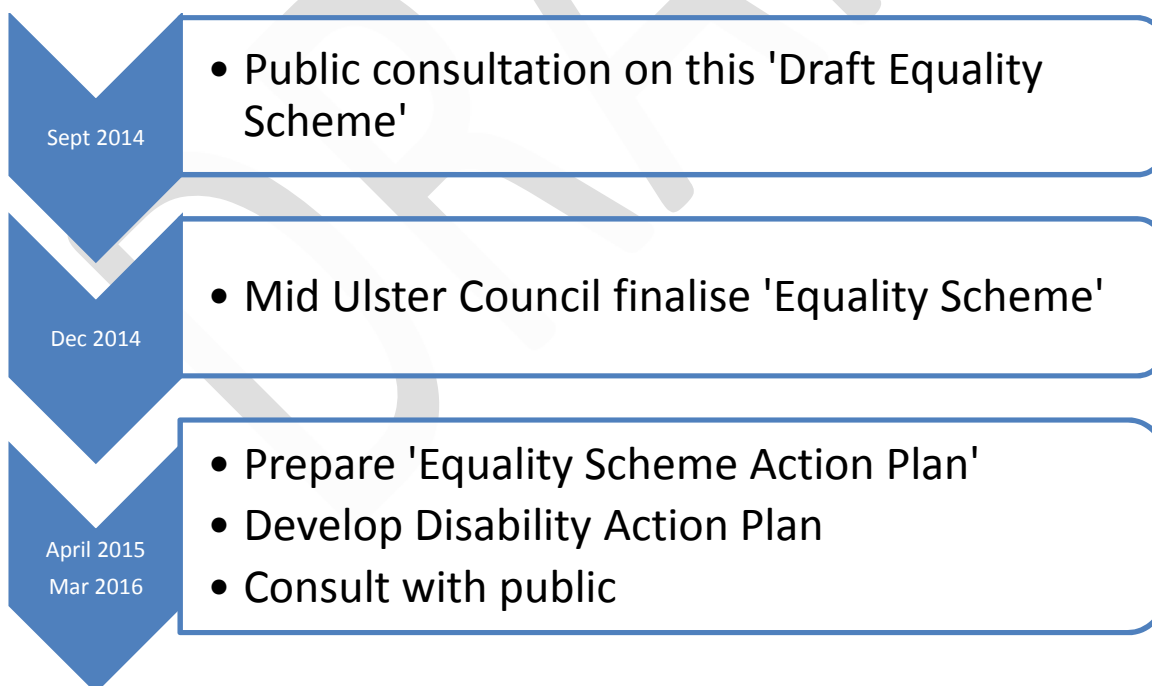 Sept 2014
• Public consultation on this 'Draft Equality
Scheme'
Dec 2014
• Mid Ulster Council finalise 'Equality Scheme'
April 2015
Mar 2016
• Prepare 'Equality Scheme Action Plan'
• Develop Disability Action Plan
• Consult with public